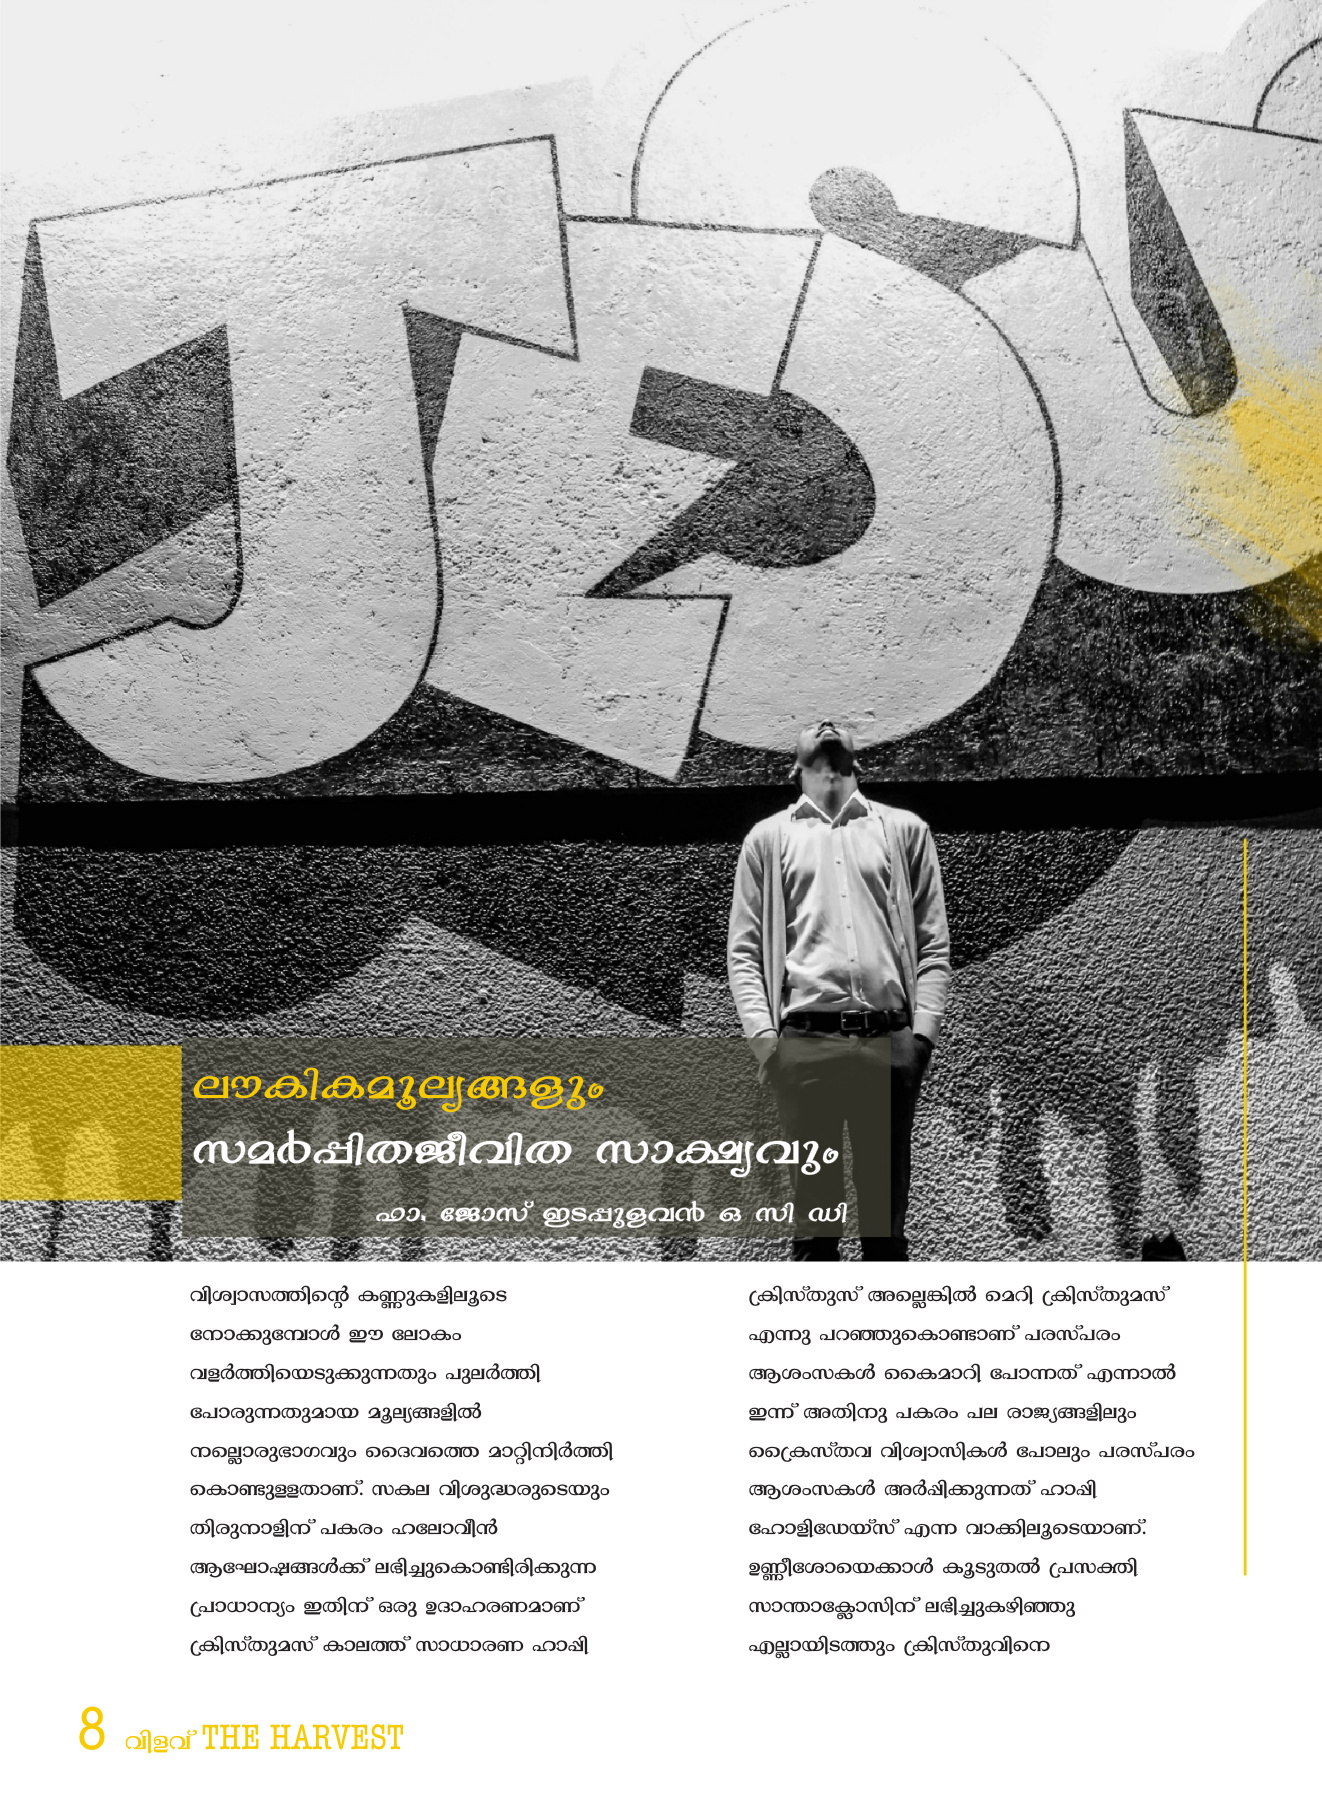 ലൗകികമൂല്യങ്ങളും
സമർപ്പിതജീവിത സാക്ഷ്യവും
ഫാ. ജോസ് ഇടപ്പുളവൻ ഒ സി ഡി
വിശ്വാസത്തിന്റെ കണ്ണുകളിലൂടെ
നോക്കുമ്പോൾ ഈ ലോകം
വളർത്തിയെടുക്കുന്നതും പുലർത്തി
പോരുന്നതുമായ മൂല്യങ്ങളിൽ
നല്ലൊരുഭാഗവും ദൈവത്തെ മാറ്റിനിർത്തി
കൊണ്ടുള്ളതാണ്. സകല വിശുദ്ധരുടെയും
തിരുനാളിന് പകരം ഹലോവീൻ
ആഘോഷങ്ങൾക്ക് ലഭിച്ചുകൊണ്ടിരിക്കുന്ന
പ്രാധാന്യം ഇതിന് ഒരു ഉദാഹരണമാണ്
ക്രിസ്തുമസ് കാലത്ത് സാധാരണ ഹാപ്പി
ക്രിസ്തുസ് അല്ലെങ്കിൽ മെറി ക്രിസ്തുമസ്
എന്നു പറഞ്ഞുകൊണ്ടാണ് പരസ്പരം
ആശംസകൾ കൈമാറി പോന്നത് എന്നാൽ
ഇന്ന് അതിനു പകരം പല രാജ്യങ്ങളിലും
ക്രൈസ്തവ വിശ്വാസികൾ പോലും പരസ്പരം
ആശംസകൾ അർപ്പിക്കുന്നത് ഹാപ്പി
ഹോളിഡേയ്സ് എന്ന വാക്കിലൂടെയാണ്.
ഉണ്ണീശോയെക്കാൾ കൂടുതൽ പ്രസക്തി
സാന്താക്ലോസിന് ലഭിച്ചുകഴിഞ്ഞു
എല്ലായിടത്തും ക്രിസ്തുവിനെ
8 വിളവ് THE HARVEST